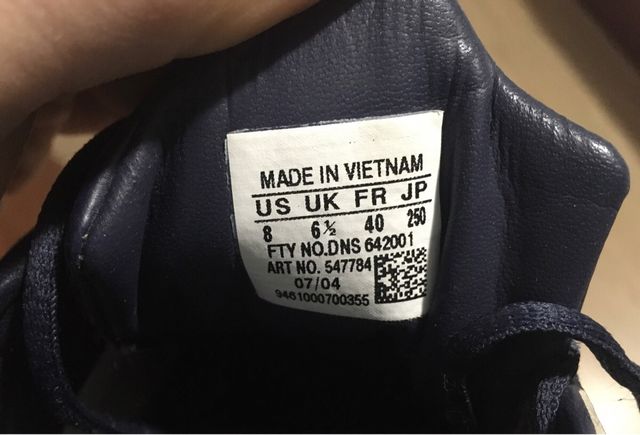 MADE IN VIETNAM
US UK FR JP
8 6½ 40 250
FTY NO.DNS 642001
ART NO. 547784
07/04
9461000700355